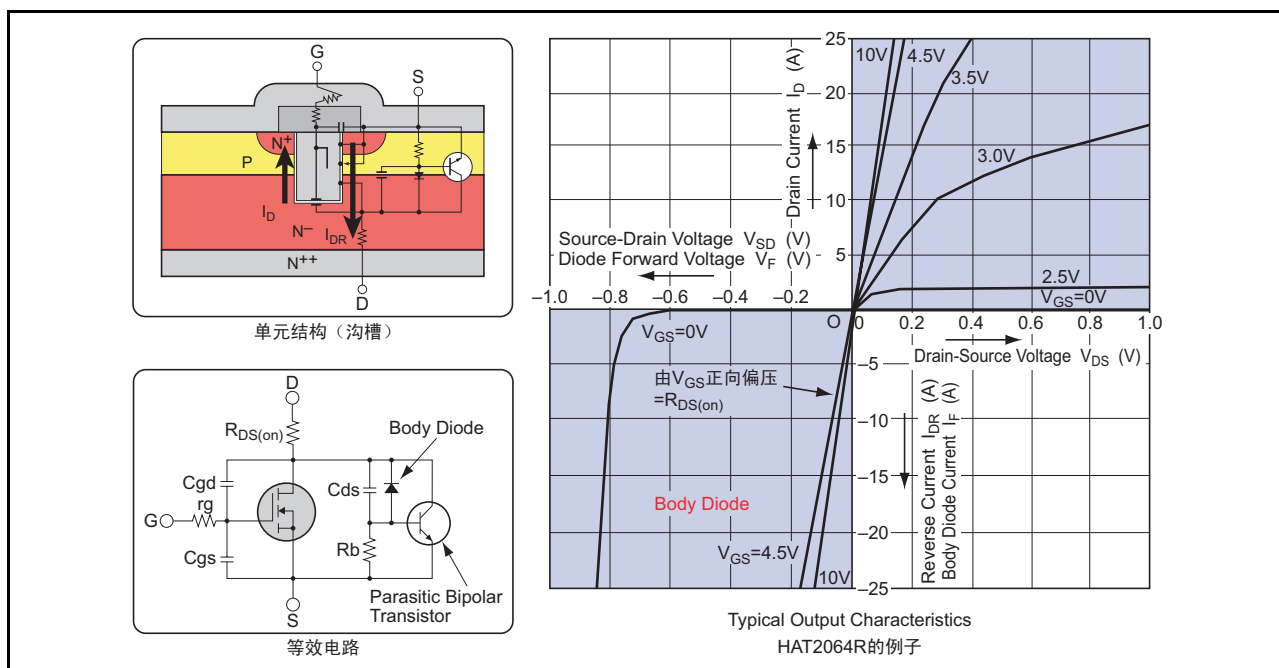 G
S
N+
P
ID
N–
IDR
N++
D
单元结构（沟槽）
D
RDS(on)
Body Diode
Cgd
Cds
rg
G
Cgs
Rb
Parasitic Bipolar
Transistor
S
等效电路
25
20
15
10
5
Drain Current ID (A)
10V
4.5V
3.5V
3.0V
2.5V
VGS=0V
Source-Drain Voltage VSD (V)
Diode Forward Voltage VF (V)
–1.0
–0.8
–0.6
–0.4
–0.2
O
0
0.2
0.4
0.6
0.8
1.0
Drain-Source Voltage VDS (V)
VGS=0V
由VGS正向偏压
=RDS(on)
–5
–10
–15
–20
–25
Reverse Current IDR (A)
Body Diode Current IF (A)
Body Diode
VGS=4.5V
10V
Typical Output Characteristics
HAT2064R的例子